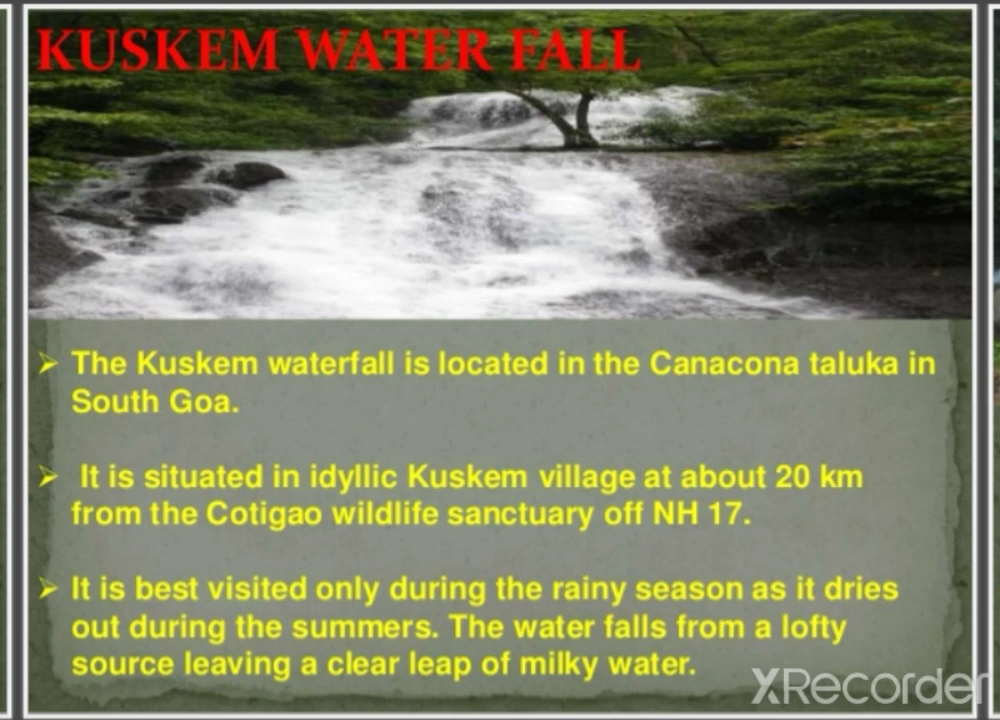 KUSKEM WATER FALL
➢ The Kuskem waterfall is located in the Canacona taluka in
South Goa.
➢ It is situated in idyllic Kuskem village at about 20 km
from the Cotigao wildlife sanctuary off NH 17.
➢ It is best visited only during the rainy season as it dries
out during the summers. The water falls from a lofty
source leaving a clear leap of milky water.
XRecorder